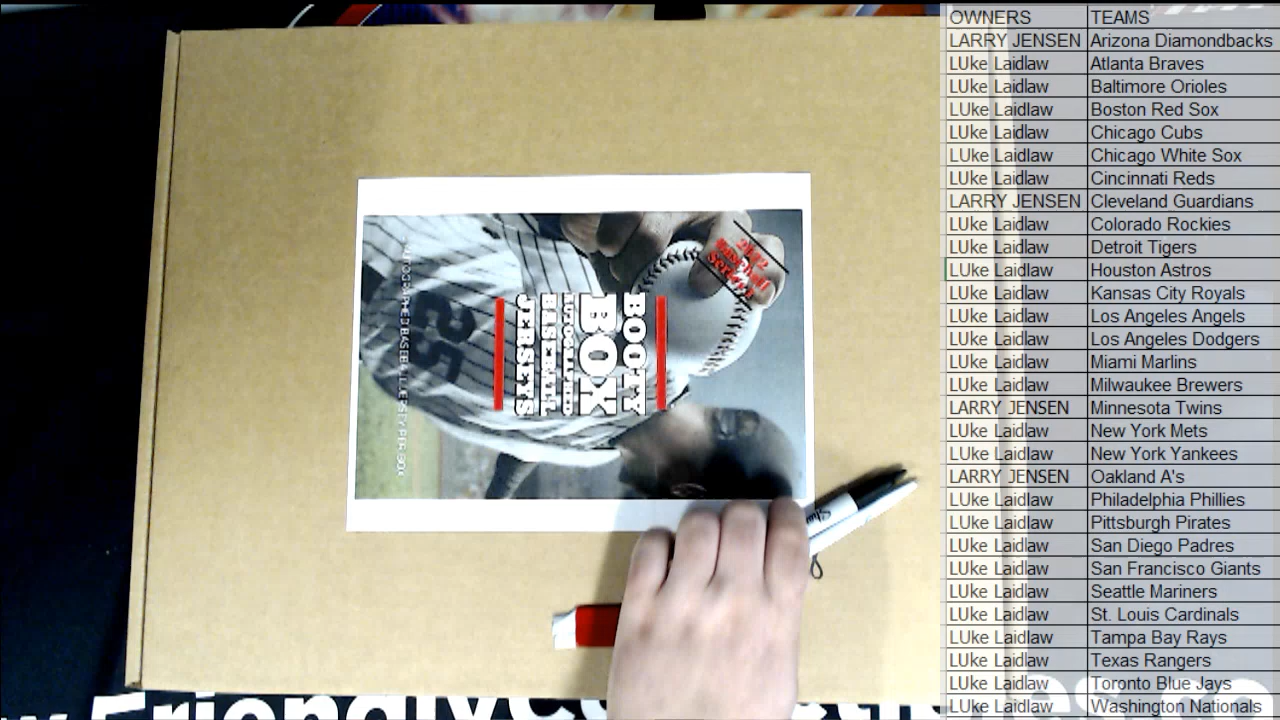 OWNERS TEAMS
LARRY JENSEN Arizona Diamondbacks
LUke Laidlaw Atlanta Braves
LUke Laidlaw Baltimore Orioles
LUke Laidlaw Boston Red Sox
LUke Laidlaw Chicago Cubs
LUke Laidlaw Chicago White Sox
LUke Laidlaw Cincinnati Reds
LARRY JENSEN Cleveland Guardians
LUke Laidlaw Colorado Rockies
LUke Laidlaw Detroit Tigers
LUke Laidlaw Houston Astros
LUke Laidlaw Kansas City Royals
LUke Laidlaw Los Angeles Angels
LUke Laidlaw Los Angeles Dodgers
LUke Laidlaw Miami Marlins
LUke Laidlaw Milwaukee Brewers
LARRY JENSEN Minnesota Twins
LUke Laidlaw New York Mets
LUke Laidlaw New York Yankees
LARRY JENSEN Oakland A's
LUke Laidlaw Philadelphia Phillies
LUke Laidlaw Pittsburgh Pirates
LUke Laidlaw San Diego Padres
LUke Laidlaw San Francisco Giants
LUke Laidlaw Seattle Mariners
LUke Laidlaw St. Louis Cardinals
LUke Laidlaw Tampa Bay Rays
LUke Laidlaw Texas Rangers
LUke Laidlaw Toronto Blue Jays
LUke Laidlaw Washington Nationals
BOOITY
BOX
AUTOGRAPHED
BASEBALL
JERSEYS
25